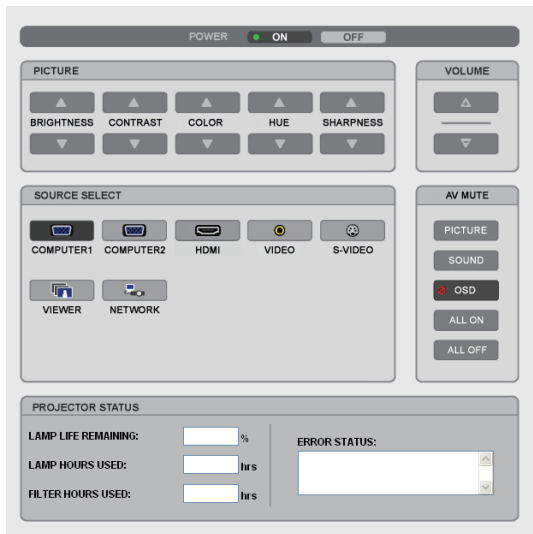 POWER ON OFF
PICTURE
BRIGHTNESS CONTRAST COLOR HUE SHARPNESS
VOLUME
SOURCE SELECT
COMPUTER1 COMPUTER2 HDMI VIDEO S-VIDEO
VIEWER NETWORK
AV MUTE
PICTURE
SOUND
OSD
ALL ON
ALL OFF
PROJECTOR STATUS
LAMP LIFE REMAINING: %
LAMP HOURS USED: hrs
FILTER HOURS USED: hrs
ERROR STATUS: